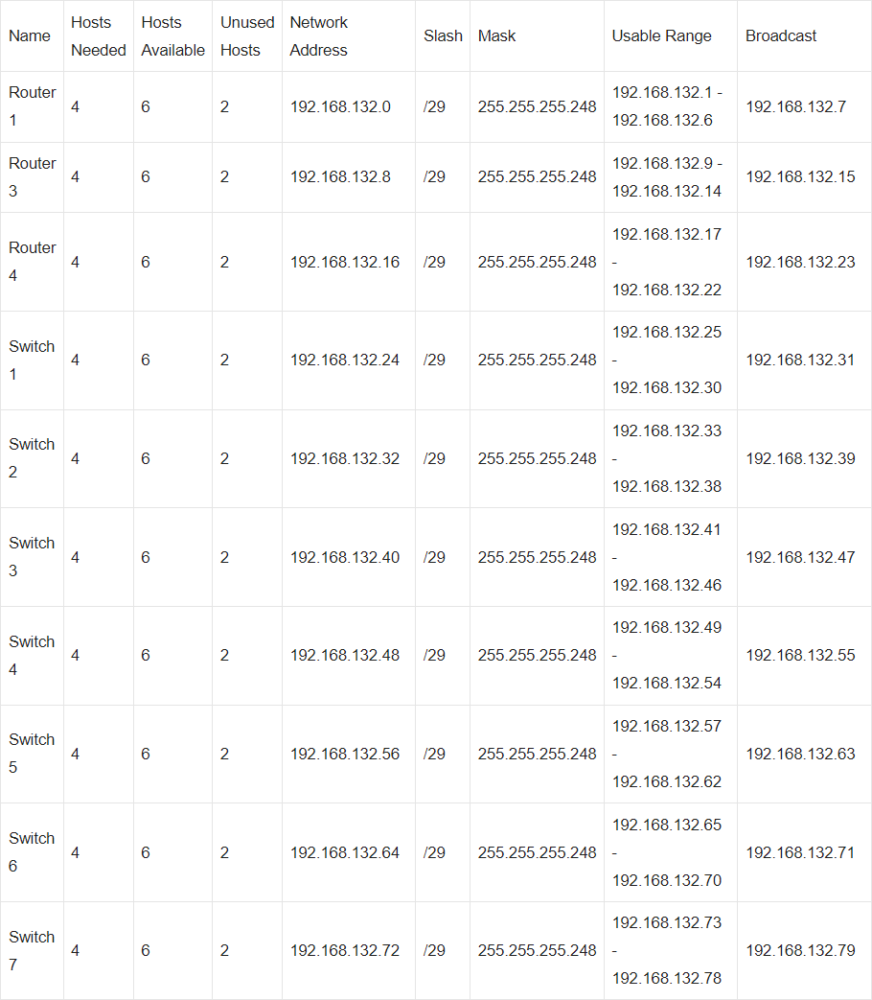 Name Hosts Needed Hosts Available Unused Hosts Network Address Slash Mask Usable Range Broadcast
Router 1 4 6 2 192.168.132.0 /29 255.255.255.248 192.168.132.1 - 192.168.132.6 192.168.132.7
Router 3 4 6 2 192.168.132.8 /29 255.255.255.248 192.168.132.9 - 192.168.132.14 192.168.132.15
Router 4 4 6 2 192.168.132.16 /29 255.255.255.248 192.168.132.17 - 192.168.132.22 192.168.132.23
Switch 1 4 6 2 192.168.132.24 /29 255.255.255.248 192.168.132.25 - 192.168.132.30 192.168.132.31
Switch 2 4 6 2 192.168.132.32 /29 255.255.255.248 192.168.132.33 - 192.168.132.38 192.168.132.39
Switch 3 4 6 2 192.168.132.40 /29 255.255.255.248 192.168.132.41 - 192.168.132.46 192.168.132.47
Switch 4 4 6 2 192.168.132.48 /29 255.255.255.248 192.168.132.49 - 192.168.132.54 192.168.132.55
Switch 5 4 6 2 192.168.132.56 /29 255.255.255.248 192.168.132.57 - 192.168.132.62 192.168.132.63
Switch 6 4 6 2 192.168.132.64 /29 255.255.255.248 192.168.132.65 - 192.168.132.70 192.168.132.71
Switch 7 4 6 2 192.168.132.72 /29 255.255.255.248 192.168.132.73 - 192.168.132.78 192.168.132.79